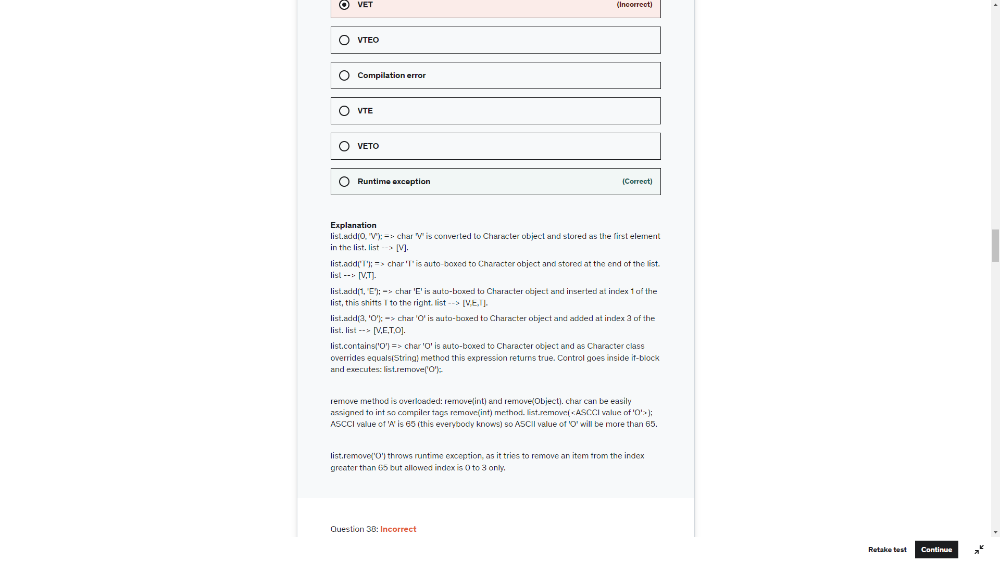 VET (Incorrect)
VTEO
Compilation error
VTE
VETO
Runtime exception (Correct)
Explanation
list.add(0, 'V'); => char 'V' is converted to Character object and stored as the first element
in the list. list --> [V].
list.add('T'); => char 'T' is auto-boxed to Character object and stored at the end of the list.
list --> [V,T].
list.add(1, 'E'); => char 'E' is auto-boxed to Character object and inserted at index 1 of the
list, this shifts T to the right. list --> [V,E,T].
list.add(3, 'O'); => char 'O' is auto-boxed to Character object and added at index 3 of the
list. list --> [V,E,T,O].
list.contains('O') => char 'O' is auto-boxed to Character object and as Character class
overrides equals(String) method this expression returns true. Control goes inside if-block
and executes: list.remove('O');.
remove method is overloaded: remove(int) and remove(Object). char can be easily
assigned to int so compiler tags remove(int) method. list.remove(<ASCCI value of 'O'>);
ASCCI value of 'A' is 65 (this everybody knows) so ASCII value of 'O' will be more than 65.
list.remove('O') throws runtime exception, as it tries to remove an item from the index
greater than 65 but allowed index is 0 to 3 only.
Question 38: Incorrect
Retake test Continue